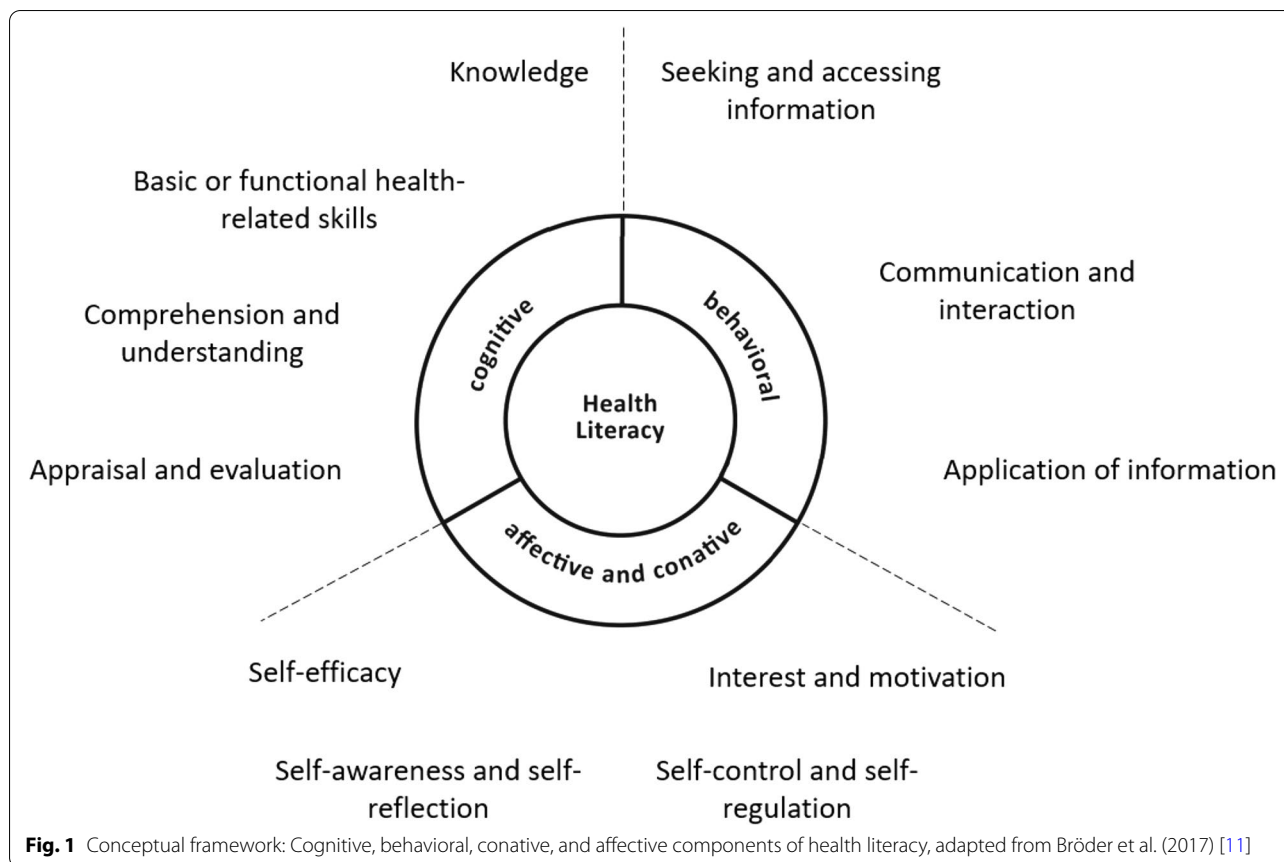 Knowledge
Seeking and accessing
information
Basic or functional health-
related skills
Communication and
interaction
Comprehension and
understanding
cognitive
behavioral
Health
Literacy
Appraisal and evaluation
Application of information
affective and conative
Self-efficacy
Interest and motivation
Self-awareness and self-
reflection
Self-control and self-
regulation
Fig. 1 Conceptual framework: Cognitive, behavioral, conative, and affective components of health literacy, adapted from Bröder et al. (2017) [11]